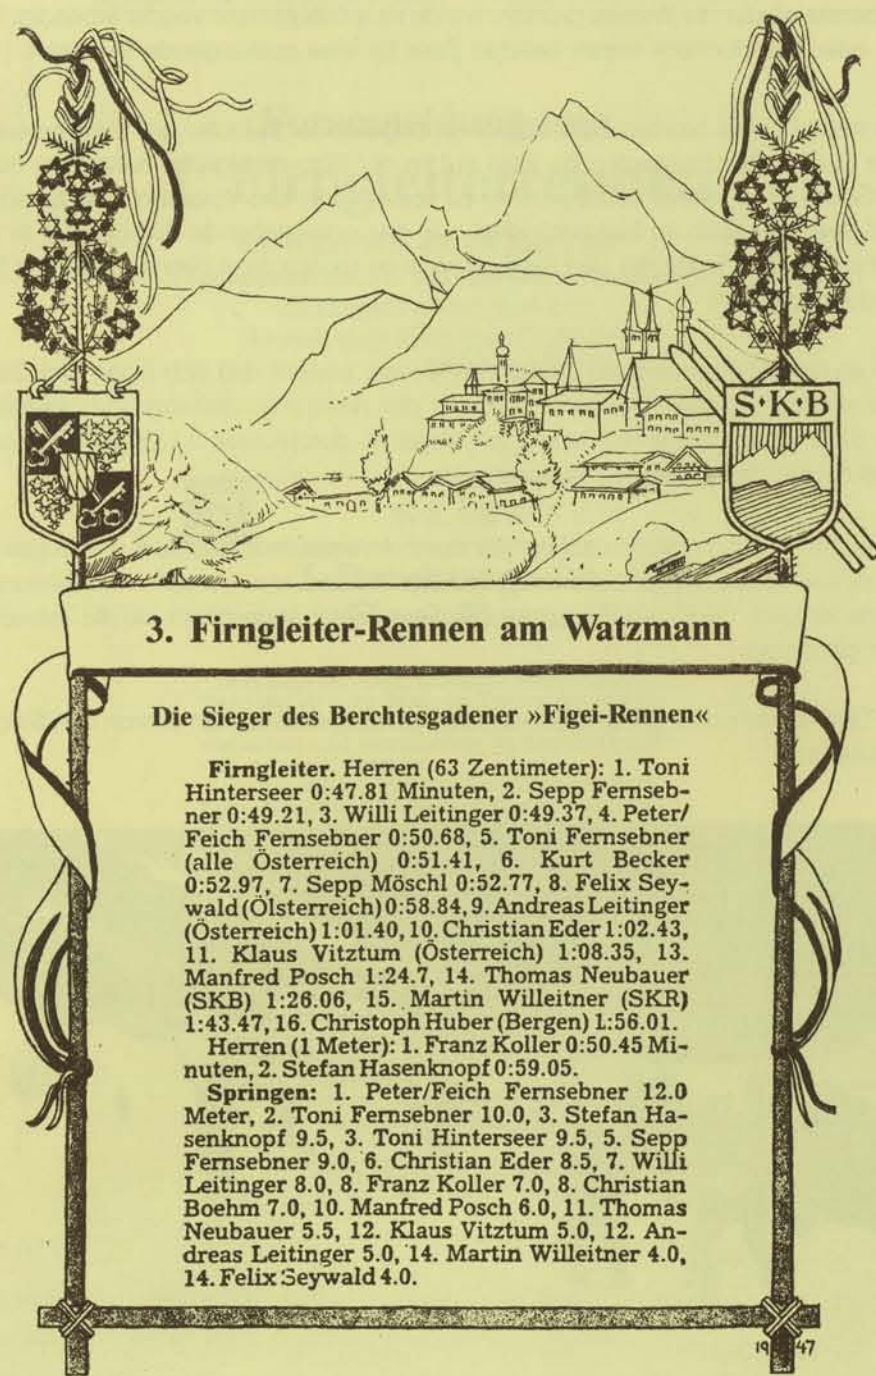 S·K·B
3. Firngleiter-Rennen am Watzmann
Die Sieger des Berchtesgadener »Figei-Rennen«
Firngleiter. Herren (63 Zentimeter): 1. Toni
Hinterseer 0:47.81 Minuten, 2. Sepp Fernseb-
ner 0:49.21, 3. Willi Leitinger 0:49.37, 4. Peter/
Feich Fernsebner 0:50.68, 5. Toni Fernsebner
(alle Österreich) 0:51.41, 6. Kurt Becker
0:52.97, 7. Sepp Möschl 0:52.77, 8. Felix Sey-
wald (Ölsterreich) 0:58.84, 9. Andreas Leitinger
(Österreich) 1:01.40, 10. Christian Eder 1:02.43,
11. Klaus Vitztum (Österreich) 1:08.35, 13.
Manfred Posch 1:24.7, 14. Thomas Neubauer
(SKB) 1:26.06, 15. Martin Willeitner (SKR)
1:43.47, 16. Christoph Huber (Bergen) 1:56.01.
Herren (1 Meter): 1. Franz Koller 0:50.45 Mi-
nuten, 2. Stefan Hasenknopf 0:59.05.
Springen: 1. Peter/Feich Fernsebner 12.0
Meter, 2. Toni Fernsebner 10.0, 3. Stefan Ha-
senknopf 9.5, 3. Toni Hinterseer 9.5, 5. Sepp
Fernsebner 9.0, 6. Christian Eder 8.5, 7. Willi
Leitinger 8.0, 8. Franz Koller 7.0, 8. Christian
Boehm 7.0, 10. Manfred Posch 6.0, 11. Thomas
Neubauer 5.5, 12. Klaus Vitztum 5.0, 12. An-
dreas Leitinger 5.0, 14. Martin Willeitner 4.0,
14. Felix Seywald 4.0.
19 47